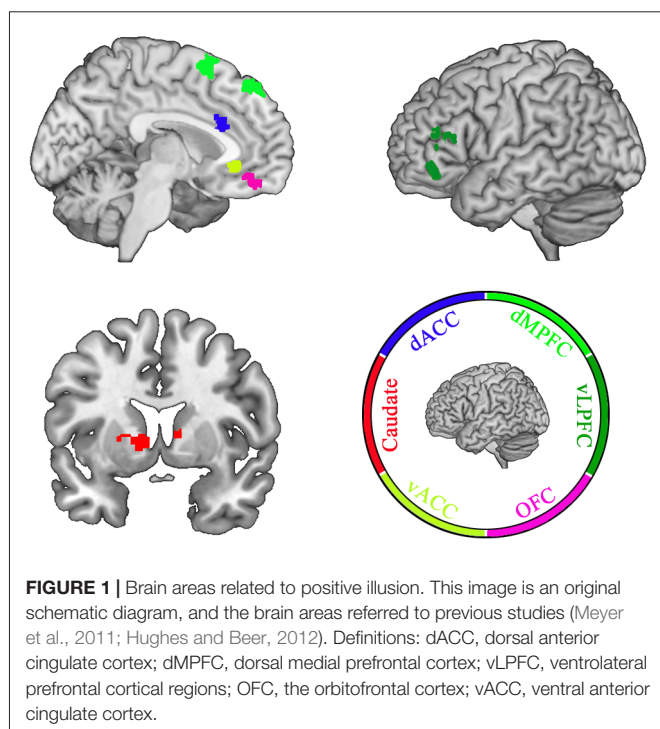 dACC
dMPFC
Caudate
vLPFC
vACC
OFC
FIGURE 1 | Brain areas related to positive illusion. This image is an original
schematic diagram, and the brain areas referred to previous studies (Meyer
et al., 2011; Hughes and Beer, 2012). Definitions: dACC, dorsal anterior
cingulate cortex; dMPFC, dorsal medial prefrontal cortex; vLPFC, ventrolateral
prefrontal cortical regions; OFC, the orbitofrontal cortex; vACC, ventral anterior
cingulate cortex.